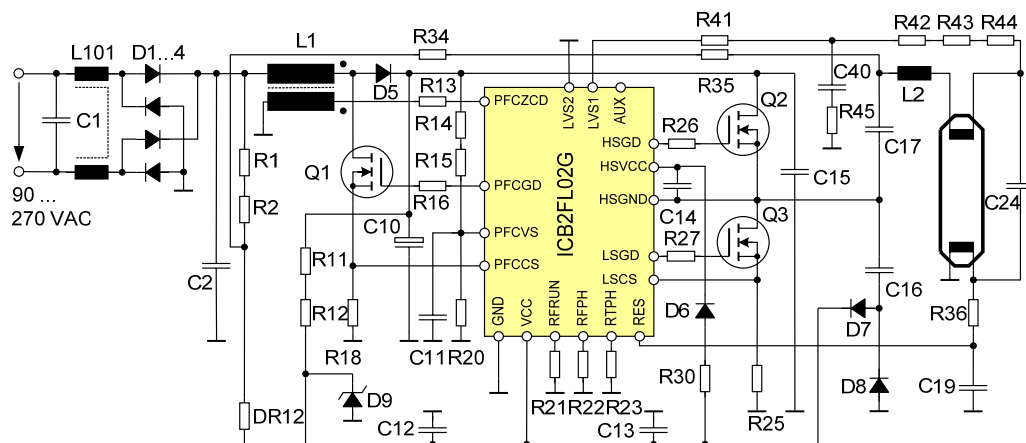 R41
R42
R43
R44
L101
D1...4
L1
R34
R35
C40
R45
L2
D5
R13
PFCZCD
LVS2
LVS1
AUX
Q2
C1
R14
R26
HSGD
C17
R1
Q1
R15
HSVCC
C15
R16
PFCGD
ICB2FL02G
C14
HSGND
Q3
C24
90 ...
270 VAC
R2
C10
PFCVS
R27
LSGD
C2
R11
PFCCS
LSCS
C16
R12
GND
VCC
RFRUN
RFPH
RTPH
RES
D6
D7
R36
R18
C11
R20
R30
D8
C19
D9
R21
R22
R23
R25
DR12
C12
C13